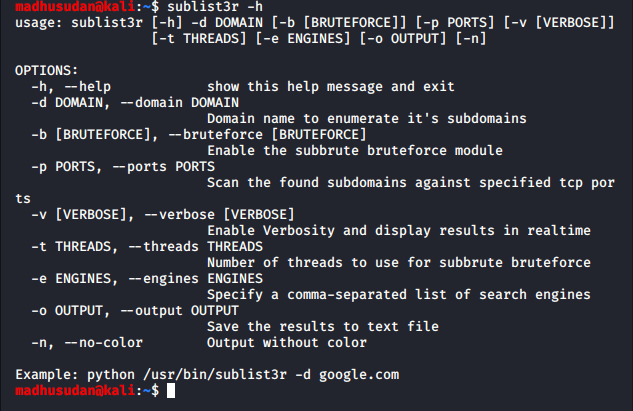 madhusudan@kali:~$ sublist3r -h
usage: sublist3r [-h] -d DOMAIN [-b [BRUTEFORCE]] [-p PORTS] [-v [VERBOSE]]
                 [-t THREADS] [-e ENGINES] [-o OUTPUT] [-n]

OPTIONS:
  -h, --help            show this help message and exit
  -d DOMAIN, --domain DOMAIN
                        Domain name to enumerate it's subdomains
  -b [BRUTEFORCE], --bruteforce [BRUTEFORCE]
                        Enable the subbrute bruteforce module
  -p PORTS, --ports PORTS
                        Scan the found subdomains against specified tcp por
ts
  -v [VERBOSE], --verbose [VERBOSE]
                        Enable Verbosity and display results in realtime
  -t THREADS, --threads THREADS
                        Number of threads to use for subbrute bruteforce
  -e ENGINES, --engines ENGINES
                        Specify a comma-separated list of search engines
  -o OUTPUT, --output OUTPUT
                        Save the results to text file
  -n, --no-color        Output without color

Example: python /usr/bin/sublist3r -d google.com
madhusudan@kali:~$